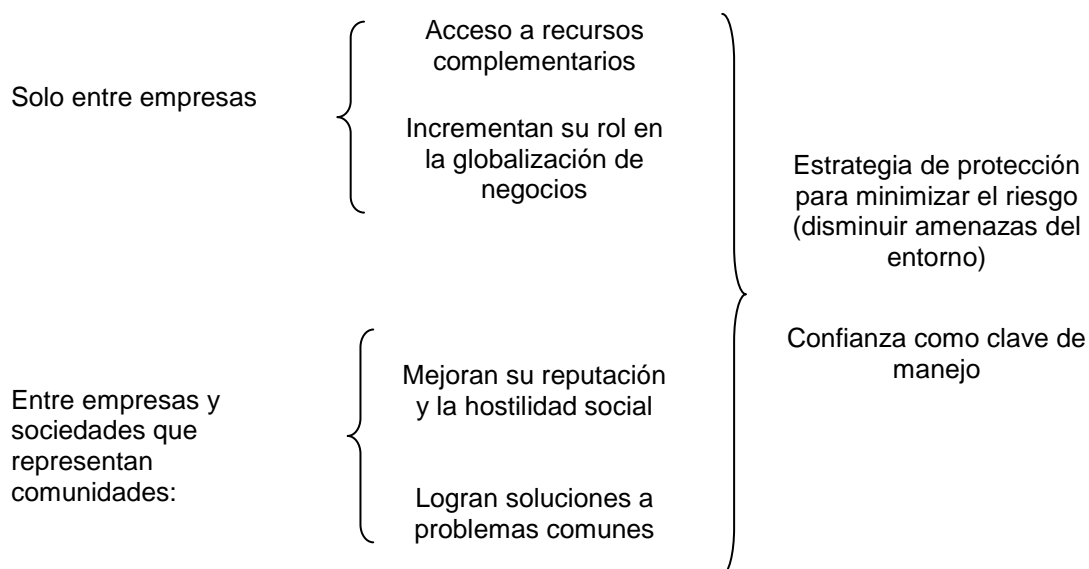 Solo entre empresas
Acceso a recursos
complementarios
Incrementan su rol en
la globalización de
negocios
Entre empresas y
sociedades que
representan
comunidades:
Mejoran su reputación
y la hostilidad social
Logran soluciones a
problemas comunes
Estrategia de protección
para minimizar el riesgo
(disminuir amenazas del
entorno)
Confianza como clave de
manejo